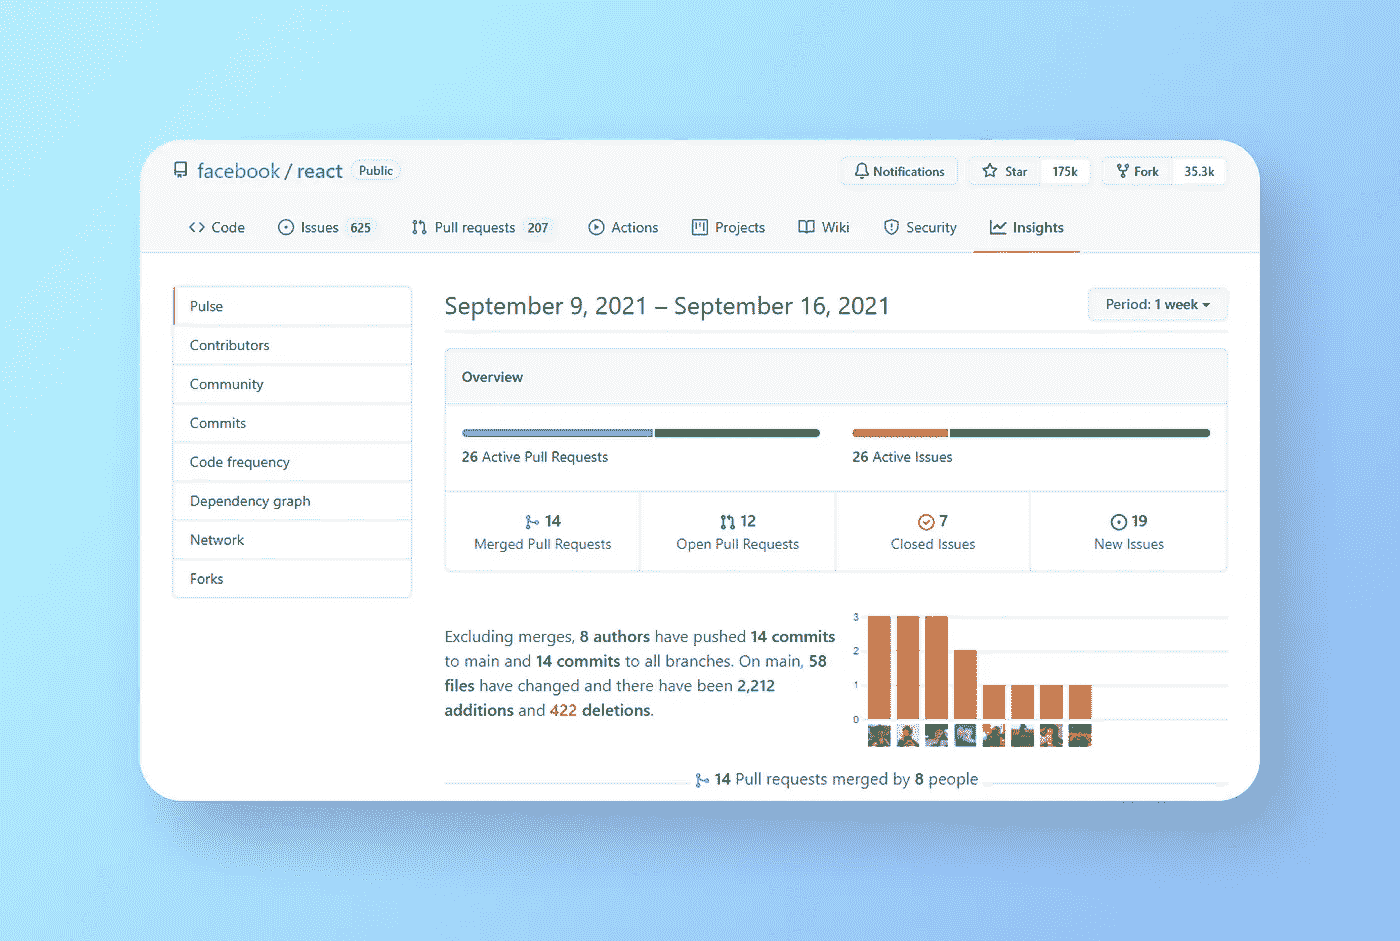 facebook / react Public
Notifications Star 175k Fork 35.3k
Code Issues 625 Pull requests 207 Actions Projects Wiki Security Insights
Pulse
Contributors
Community
Commits
Code frequency
Dependency graph
Network
Forks
September 9, 2021 – September 16, 2021
Period: 1 week
Overview
26 Active Pull Requests
26 Active Issues
14
Merged Pull Requests
12
Open Pull Requests
7
Closed Issues
19
New Issues
Excluding merges, 8 authors have pushed 14 commits
to main and 14 commits to all branches. On main, 58
files have changed and there have been 2,212
additions and 422 deletions.
3
2
1
0
14 Pull requests merged by 8 people